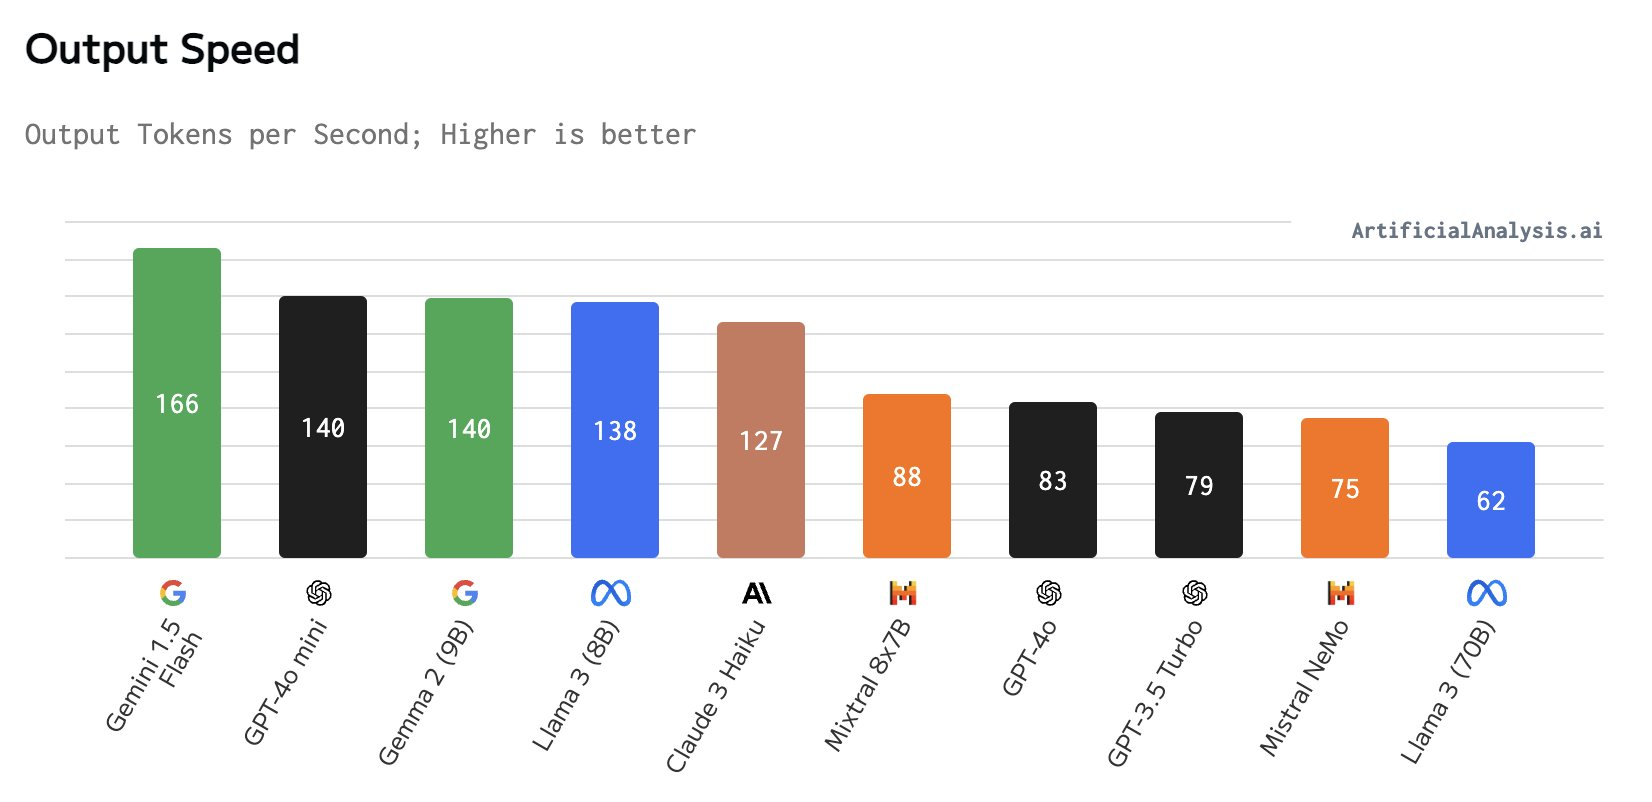 Output Speed
Output Tokens per Second; Higher is better
ArtificialAnalysis.ai
166
140
140
138
127
88
83
79
75
62
Gemini 1.5
Flash
GPT-4o mini
Gemma 2 (9B)
Llama 3 (8B)
Claude 3 Haiku
Mixtral 8x7B
GPT-4o
GPT-3.5 Turbo
Mistral NeMo
Llama 3 (70B)